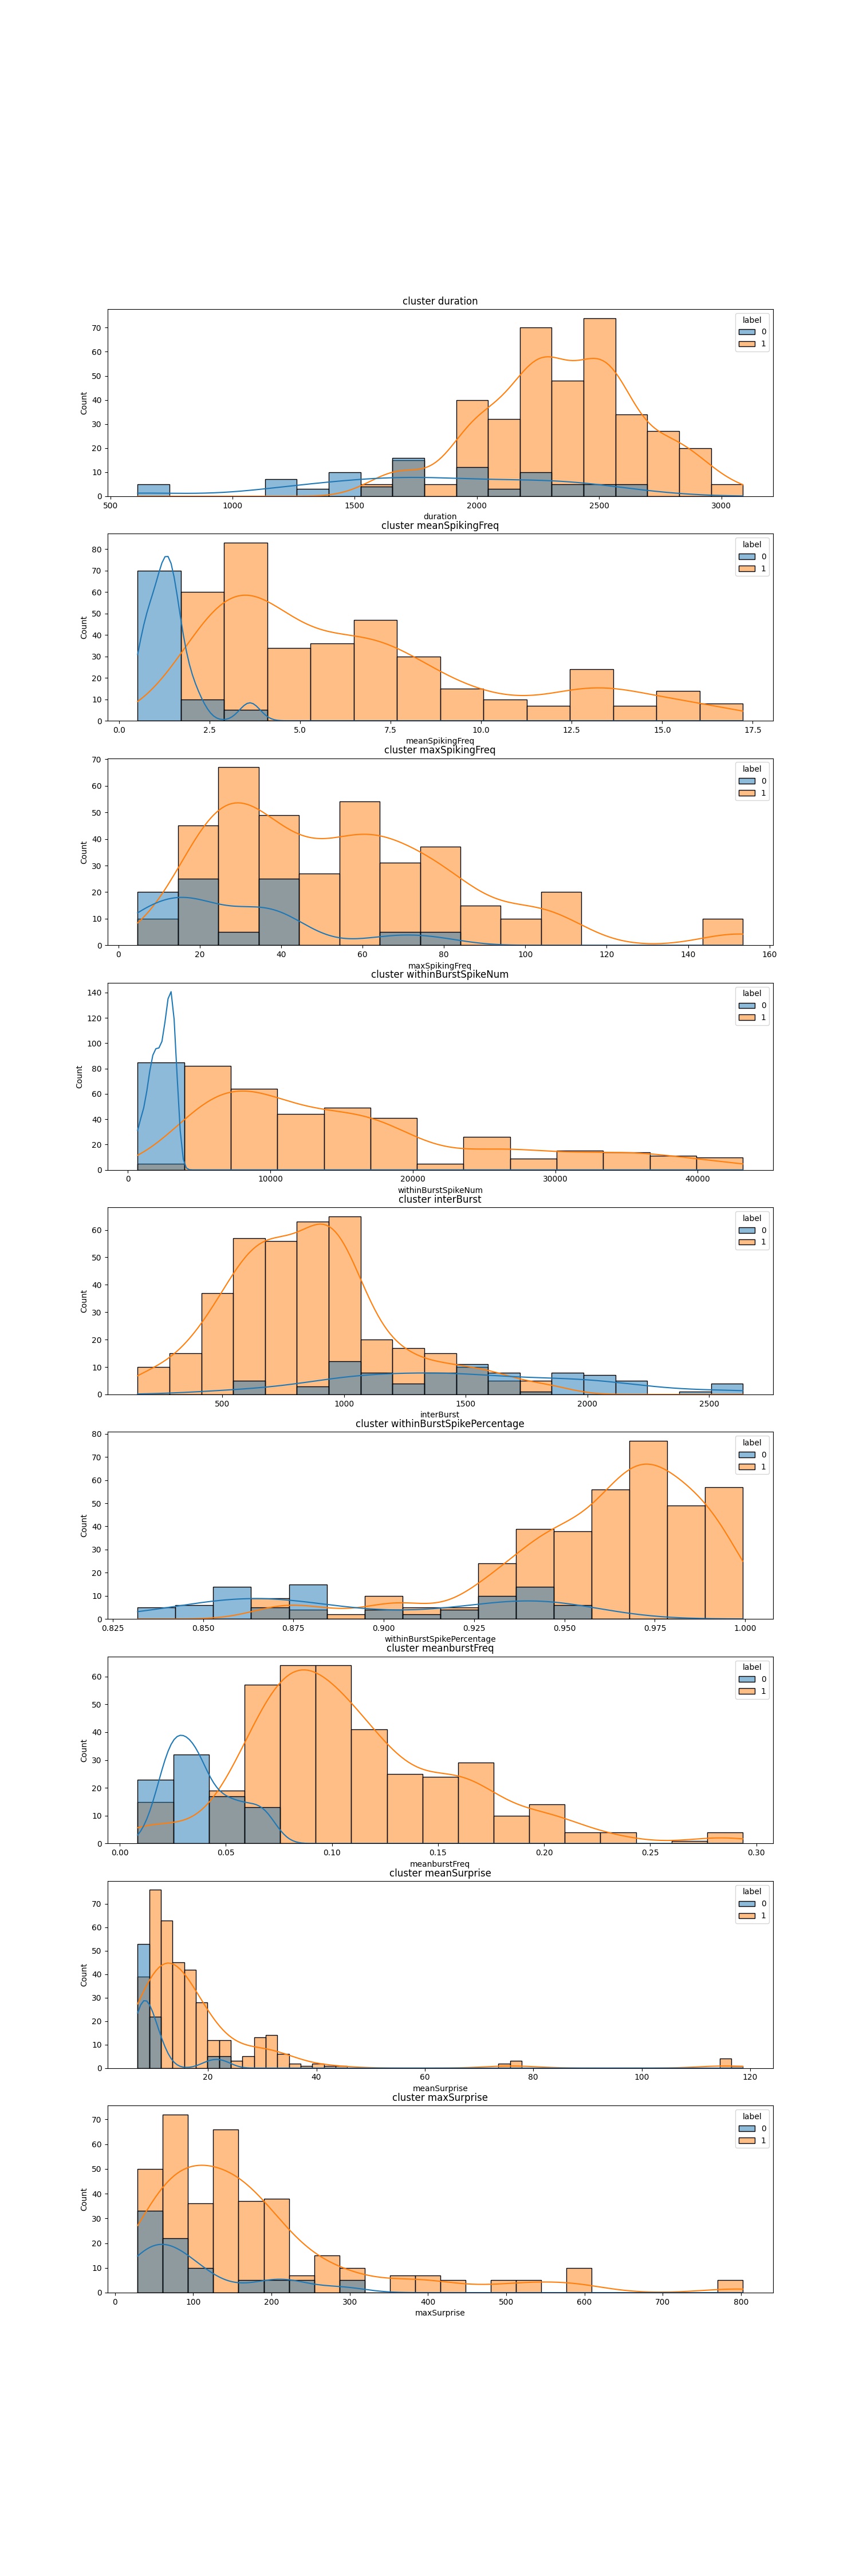 cluster duration
label
0
1
70
60
50
40
30
20
10
0
Count
500 1000 1500 2000 2500 3000
duration
cluster meanSpikingFreq
label
0
1
80
70
60
50
40
30
20
10
0
Count
0.0 2.5 5.0 7.5 10.0 12.5 15.0 17.5
meanSpikingFreq
cluster maxSpikingFreq
label
0
1
70
60
50
40
30
20
10
0
Count
0 20 40 60 80 100 120 140 160
maxSpikingFreq
cluster withinBurstSpikeNum
label
0
1
140
120
100
80
60
40
20
0
Count
0 10000 20000 30000 40000
withinBurstSpikeNum
cluster interBurst
label
0
1
60
50
40
30
20
10
0
Count
500 1000 1500 2000 2500
interBurst
cluster withinBurstSpikePercentage
label
0
1
80
70
60
50
40
30
20
10
0
Count
0.825 0.850 0.875 0.900 0.925 0.950 0.975 1.000
withinBurstSpikePercentage
cluster meanburstFreq
label
0
1
60
50
40
30
20
10
0
Count
0.00 0.05 0.10 0.15 0.20 0.25 0.30
meanburstFreq
cluster meanSurprise
label
0
1
70
60
50
40
30
20
10
0
Count
20 40 60 80 100 120
meanSurprise
cluster maxSurprise
label
0
1
70
60
50
40
30
20
10
0
Count
0 100 200 300 400 500 600 700 800
maxSurprise